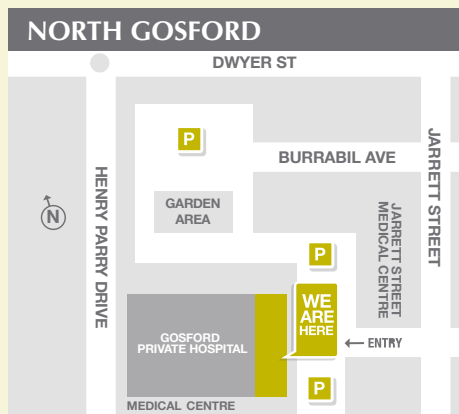 NORTH GOSFORD
DWYER ST
P
BURRABIL AVE
JARRETT STREET
HENRY PARRY DRIVE
N
GARDEN
AREA
JARRETT STREET
MEDICAL CENTRE
P
WE
ARE
HERE
GOSFORD
PRIVATE HOSPITAL
ENTRY
P
MEDICAL CENTRE